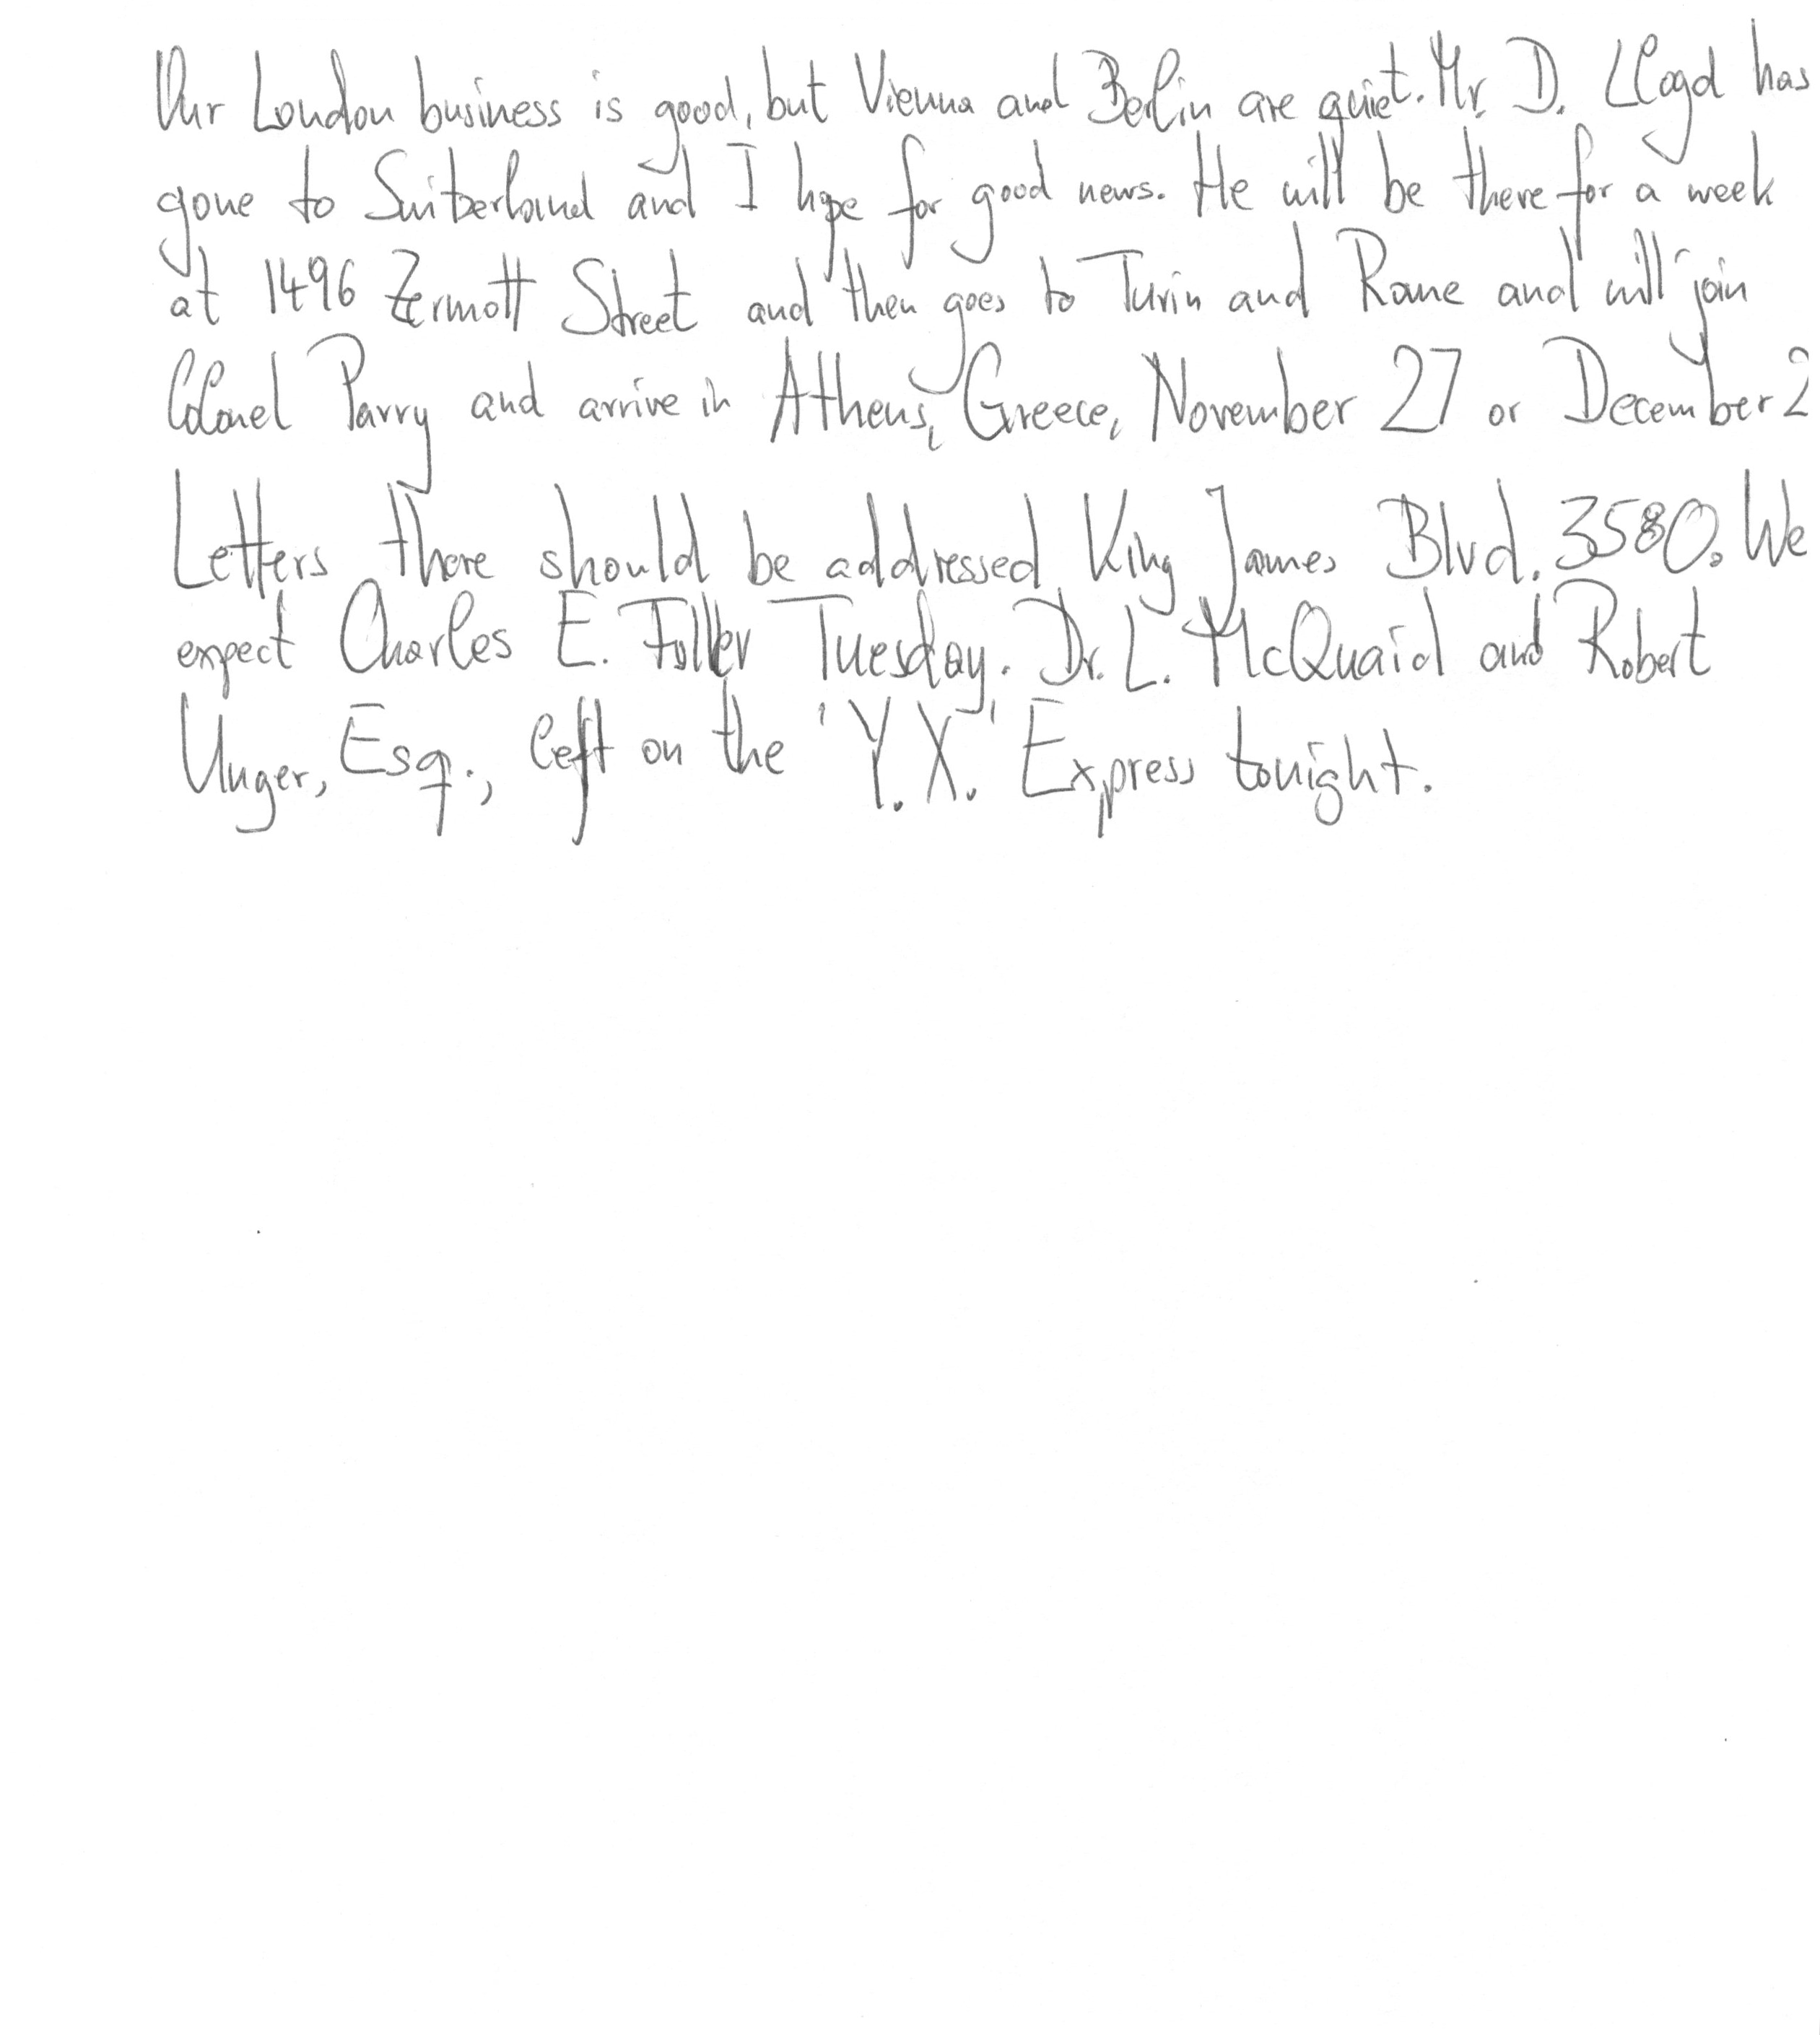 Our London business is good, but Vienna and Berlin are quiet. Mr. D. Lloyd has
gone to Switzerland and I hope for good news. He will be there for a week
at 1496 Zermott Street and then goes to Turin and Rome and will join
Colonel Parry and arrive in Athens, Greece, November 27 or December 2
Letters there should be addressed King James Blvd. 3580. We
expect Charles E. Fuller Tuesday. Dr. L. McQuaid and Robert
Unger, Esq., left on the 'Y.X.' Express tonight.